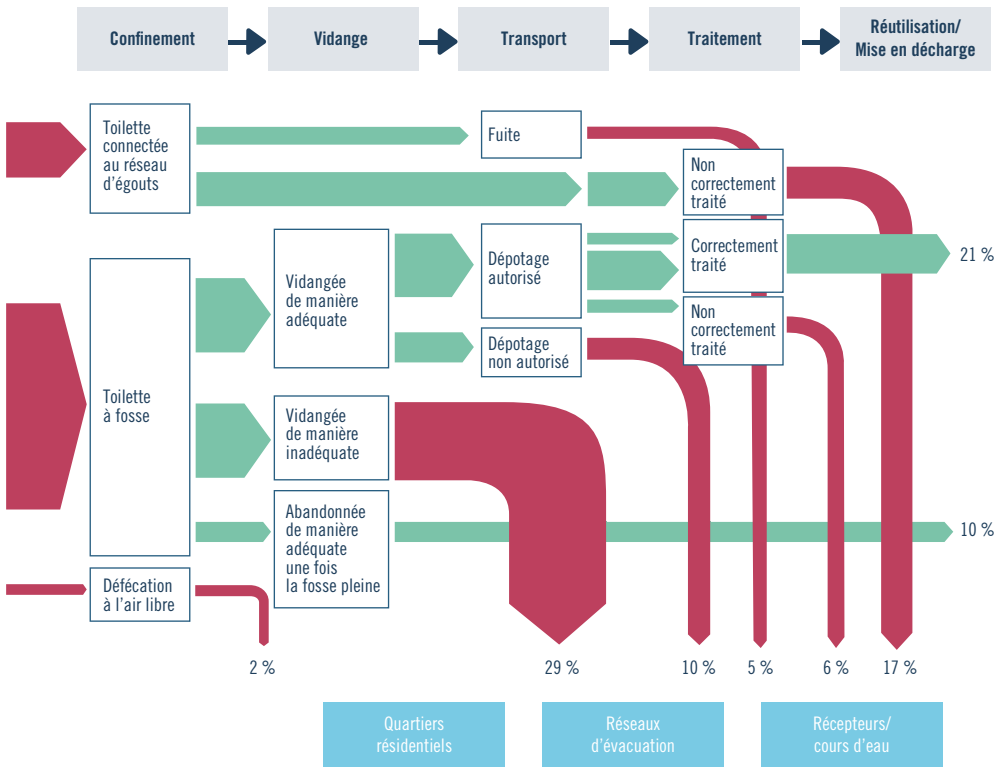 Confinement
Vidange
Transport
Traitement
Réutilisation/
Mise en décharge
Toilette
connectée
au réseau
d'égouts
Fuite
Non
correctement
traité
Vidangée
de manière
adéquate
Dépotage
autorisé
Correctement
traité
21 %
Toilette
à fosse
Dépotage
non autorisé
Non
correctement
traité
Vidangée
de manière
inadéquate
Abandonnée
de manière
adéquate
une fois
la fosse pleine
10 %
Défécation
à l'air libre
2 %
29 %
10 %
5 %
6 %
17 %
Quartiers
résidentiels
Réseaux
d'évacuation
Récepteurs/
cours d'eau